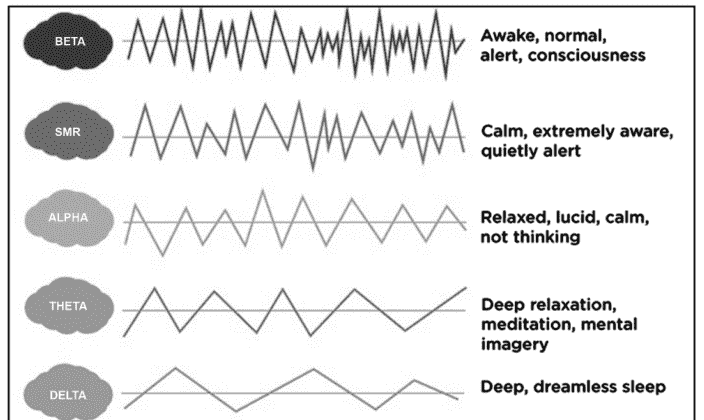 BETA
Awake, normal,
alert, consciousness
SMR
Calm, extremely aware,
quietly alert
ALPHA
Relaxed, lucid, calm,
not thinking
THETA
Deep relaxation,
meditation, mental
imagery
DELTA
Deep, dreamless sleep